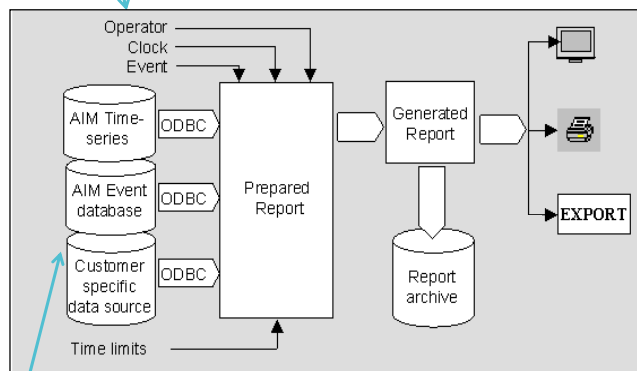 Operator
Clock
Event
AIM Time-
series
ODBC
AIM Event
database
ODBC
Customer
specific
data source
ODBC
Time limits
Prepared
Report
Generated
Report
Report
archive
EXPORT